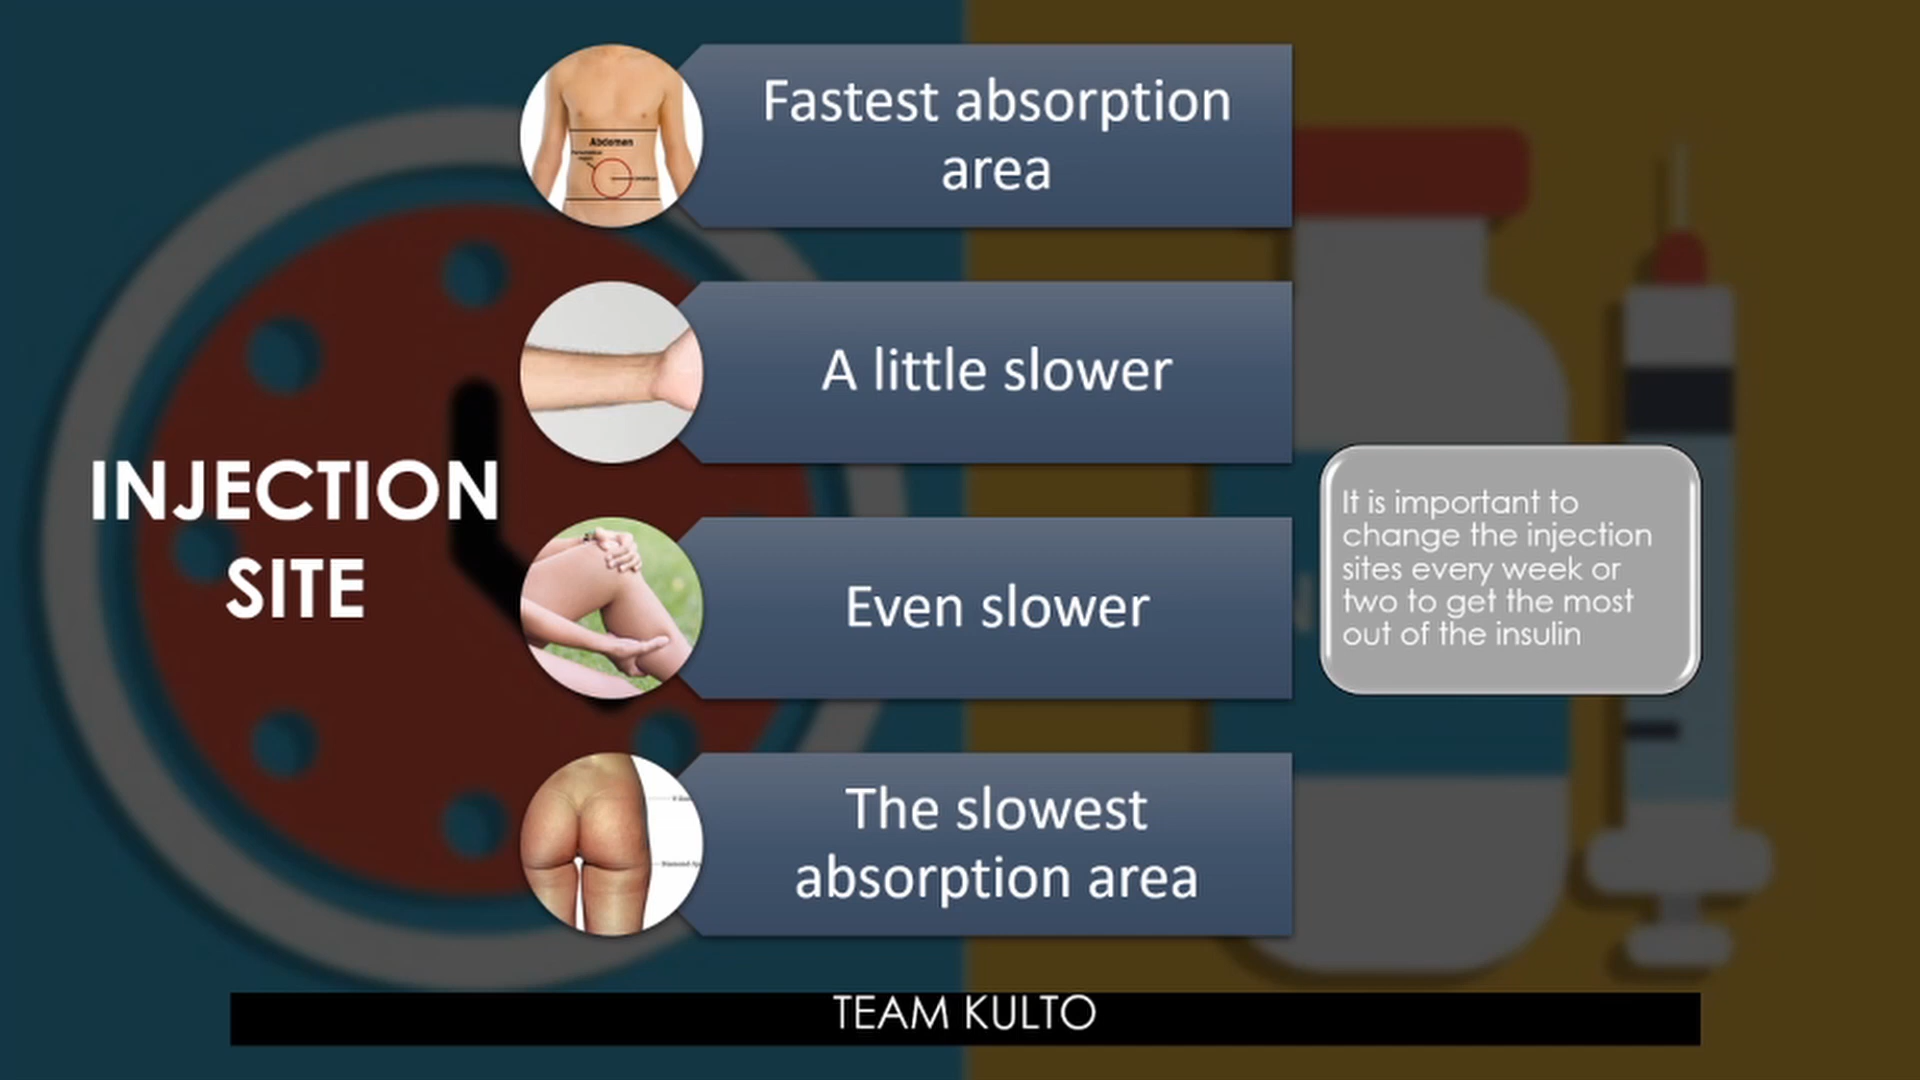 Fastest absorption
area
Abdomen
A little slower
INJECTION
SITE
Even slower
It is important to
change the injection
sites every week or
two to get the most
out of the insulin
The slowest
absorption area
TEAM KULTO